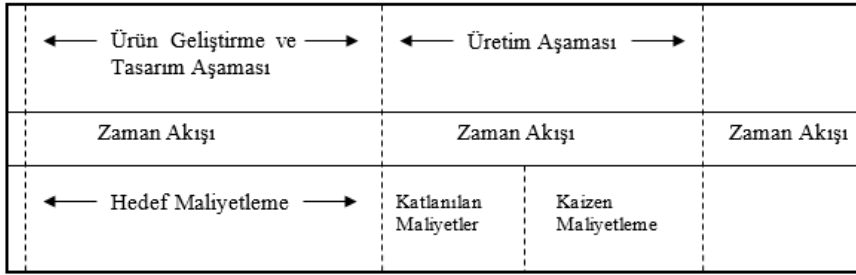 Ürün Geliştirme ve
Tasarım Aşaması
Üretim Aşaması
Zaman Akışı
Zaman Akışı
Zaman Akışı
Hedef Maliyetleme
Katlanılan
Maliyetler
Kaizen
Maliyetleme